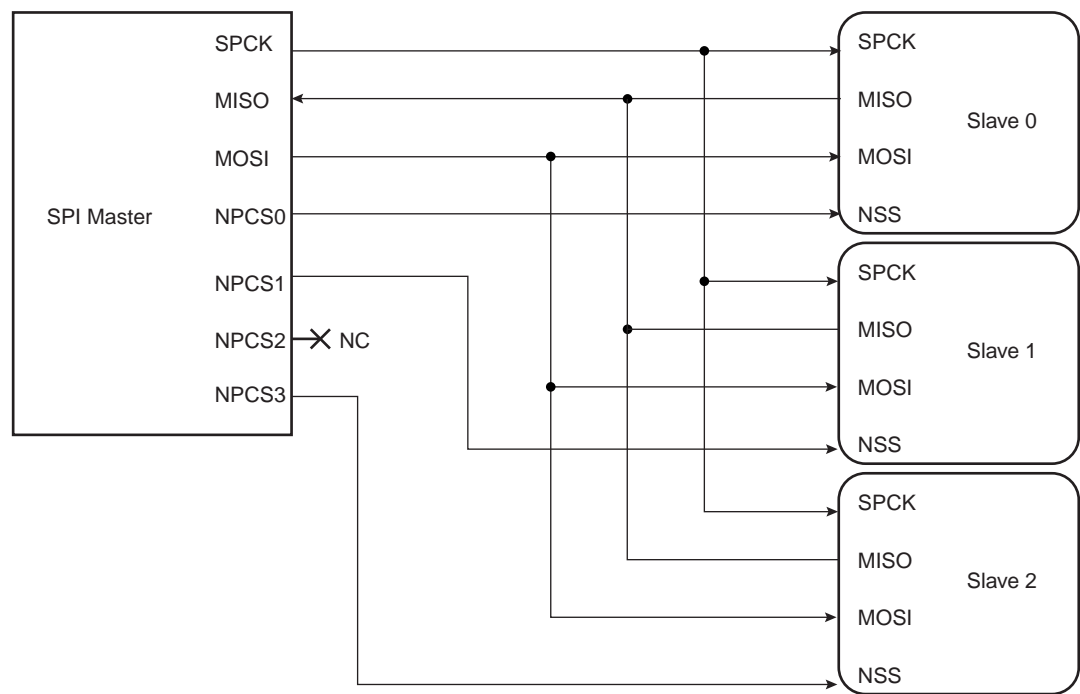 SPI Master
SPCK
MISO
MOSI
NPCS0
NPCS1
NPCS2
NC
NPCS3
SPCK
MISO
Slave 0
MOSI
NSS
SPCK
MISO
Slave 1
MOSI
NSS
SPCK
MISO
Slave 2
MOSI
NSS